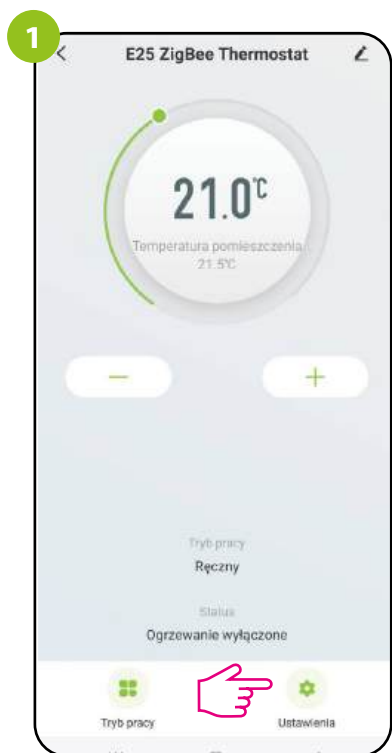 1
E25 ZigBee Thermostat
21.0°C
Temperatura pomieszczenia
21.5°C
− +
Tryb pracy
Ręczny
Status
Ogrzewanie wyłączone
Tryb pracy Ustawienia